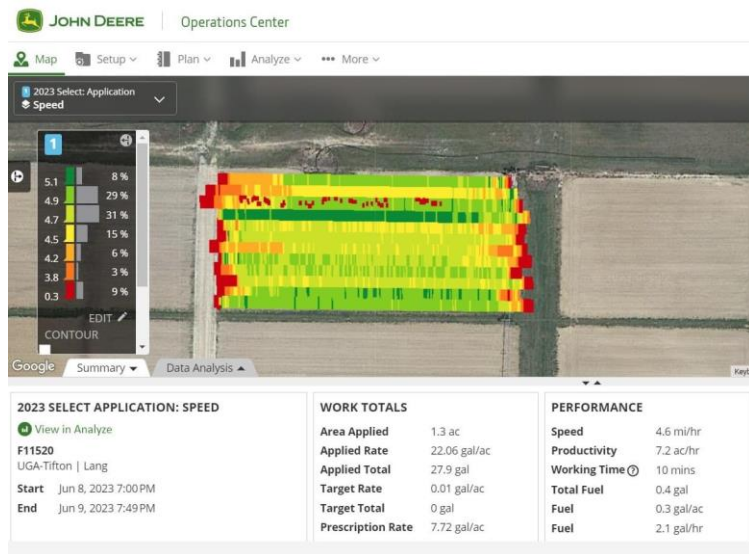 JOHN DEERE Operations Center
Map Setup Plan Analyze ••• More
1 2023 Select: Application
Speed
1
5.1 8 %
4.9 29 %
4.7 31 %
4.5 15 %
4.2 6 %
3.8 3 %
0.3 9 %
EDIT
CONTOUR
Google Summary Data Analysis Keyb
2023 SELECT APPLICATION: SPEED
View in Analyze
F11520
UGA-Tifton | Lang
Start Jun 8, 2023 7:00 PM
End Jun 9, 2023 7:49 PM
WORK TOTALS
Area Applied 1.3 ac
Applied Rate 22.06 gal/ac
Applied Total 27.9 gal
Target Rate 0.01 gal/ac
Target Total 0 gal
Prescription Rate 7.72 gal/ac
PERFORMANCE
Speed 4.6 mi/hr
Productivity 7.2 ac/hr
Working Time ? 10 mins
Total Fuel 0.4 gal
Fuel 0.3 gal/ac
Fuel 2.1 gal/hr